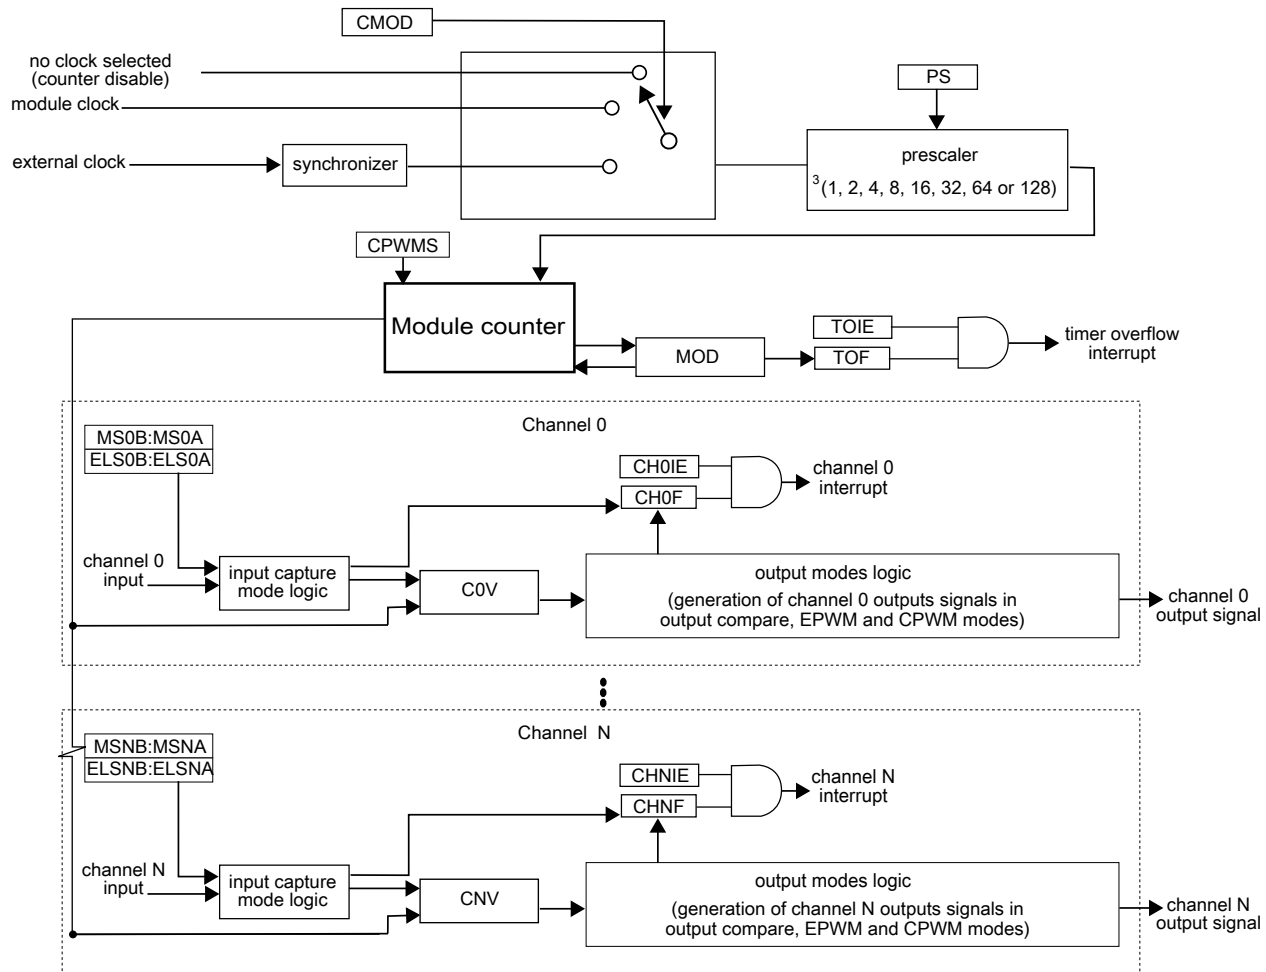 CMOD
no clock selected
(counter disable)
module clock
external clock
synchronizer
PS
prescaler
3 (1, 2, 4, 8, 16, 32, 64 or 128)
CPWMS
Module counter
MOD
TOIE
TOF
timer overflow
interrupt
Channel 0
MS0B:MS0A
ELS0B:ELS0A
CH0IE
CH0F
channel 0
interrupt
channel 0
input
input capture
mode logic
C0V
output modes logic
(generation of channel 0 outputs signals in
output compare, EPWM and CPWM modes)
channel 0
output signal
Channel N
MSNB:MSNA
ELSNB:ELSNA
CHNIE
CHNF
channel N
interrupt
channel N
input
input capture
mode logic
CNV
output modes logic
(generation of channel N outputs signals in
output compare, EPWM and CPWM modes)
channel N
output signal